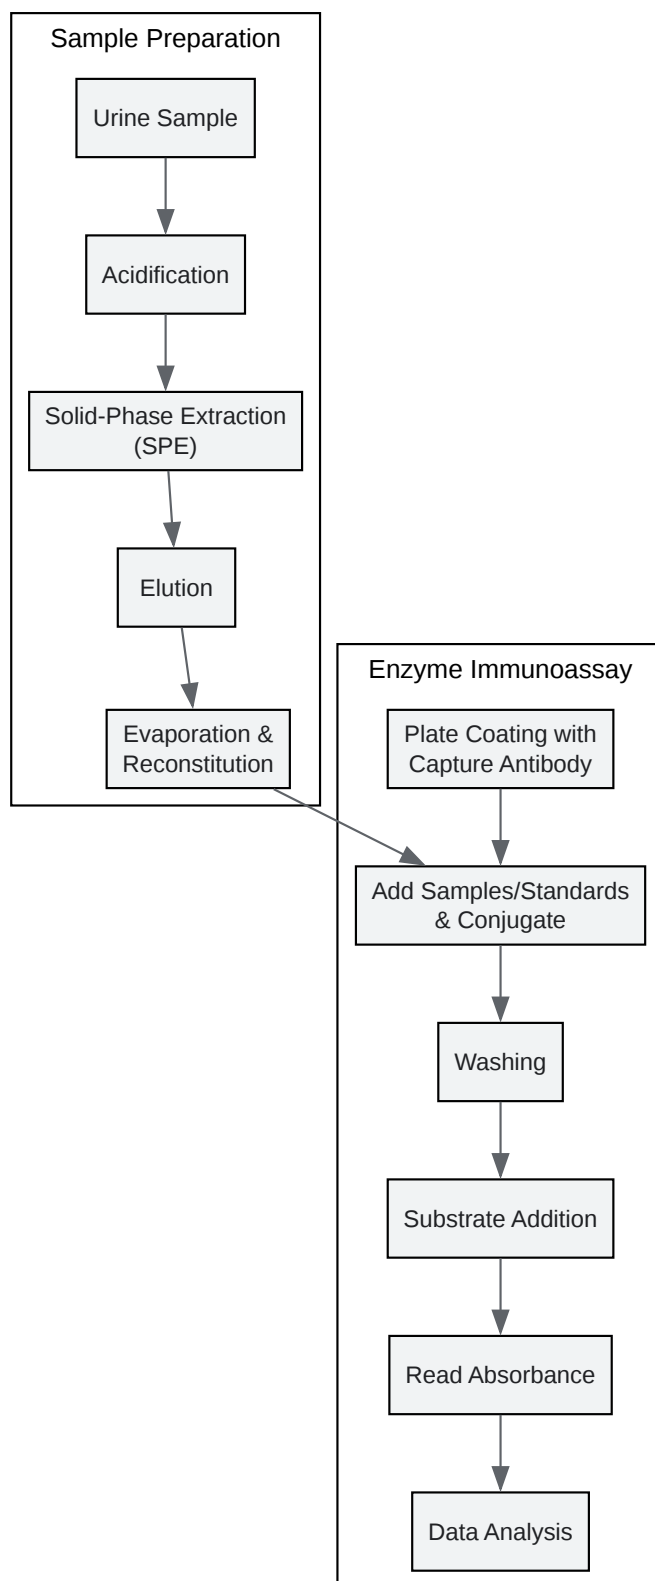 Sample Preparation
Urine Sample
Acidification
Solid-Phase Extraction
(SPE)
Elution
Evaporation &
Reconstitution
Enzyme Immunoassay
Plate Coating with
Capture Antibody
Add Samples/Standards
& Conjugate
Washing
Substrate Addition
Read Absorbance
Data Analysis